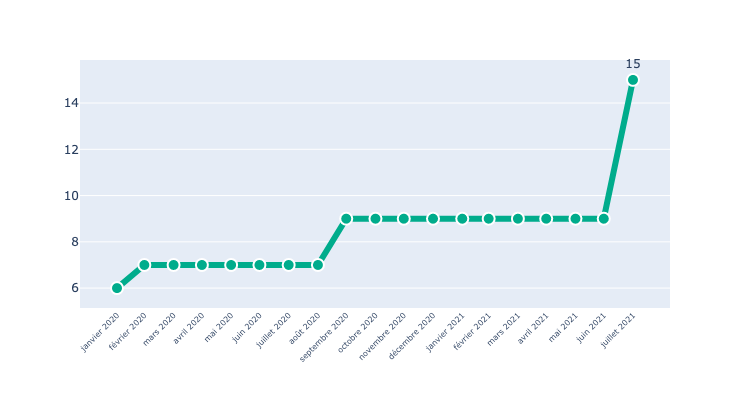 15
14
12
10
8
6
janvier 2020
février 2020
mars 2020
avril 2020
mai 2020
juin 2020
juillet 2020
août 2020
septembre 2020
octobre 2020
novembre 2020
décembre 2020
janvier 2021
février 2021
mars 2021
avril 2021
mai 2021
juin 2021
juillet 2021